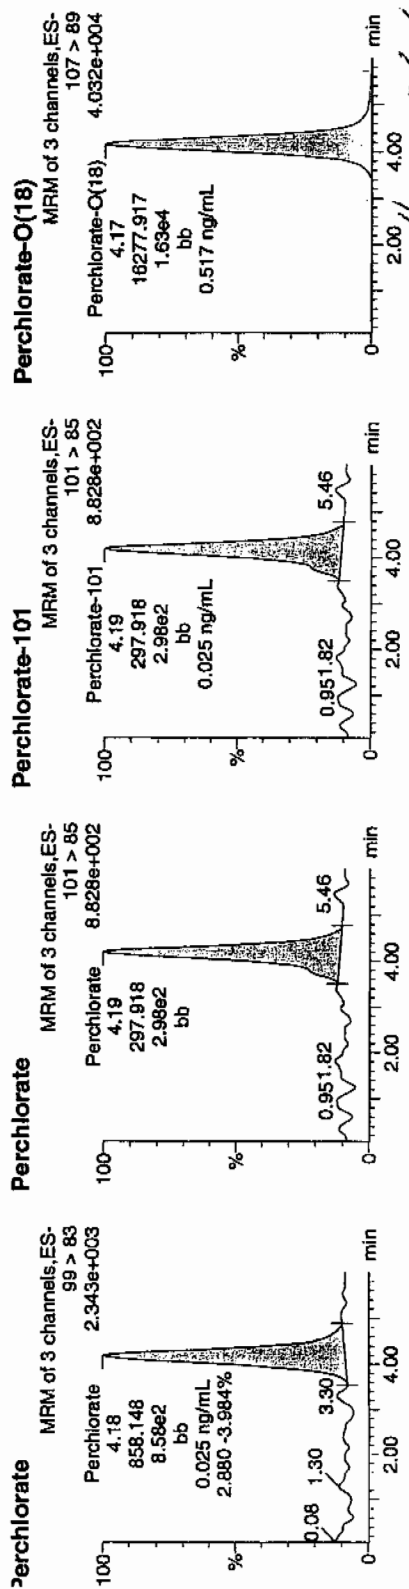 Perchlorate
MRM of 3 channels,ES-
99 > 83
2.343e+003
100
Perchlorate
4.18
858.148
8.58e2
bb
0.025 ng/mL
2.880 -3.984%
%
0.08
1.30
3.30
0
2.00
4.00
min
Perchlorate
MRM of 3 channels,ES-
101 > 85
8.828e+002
100
Perchlorate
4.19
297.918
2.98e2
bb
%
0.951.82
5.46
0
2.00
4.00
min
Perchlorate-101
MRM of 3 channels,ES-
101 > 85
8.828e+002
100
Perchlorate-101
4.19
297.918
2.98e2
bb
0.025 ng/mL
%
0.951.82
5.46
0
2.00
4.00
min
Perchlorate-O(18)
MRM of 3 channels,ES-
107 > 89
4.032e+004
100
Perchlorate-O(18)
4.17
16277.917
1.63e4
bb
0.517 ng/mL
%
0
2.00
4.00
min